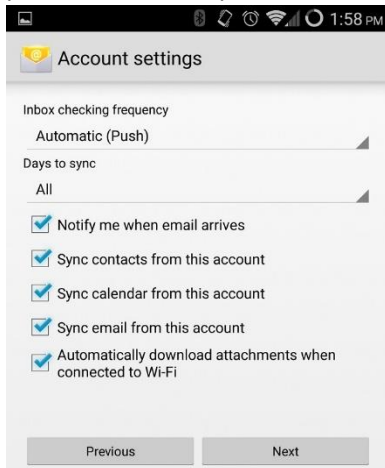 1:58 PM
Account settings
Inbox checking frequency
Automatic (Push)
Days to sync
All
Notify me when email arrives
Sync contacts from this account
Sync calendar from this account
Sync email from this account
Automatically download attachments when
connected to Wi-Fi
Previous Next